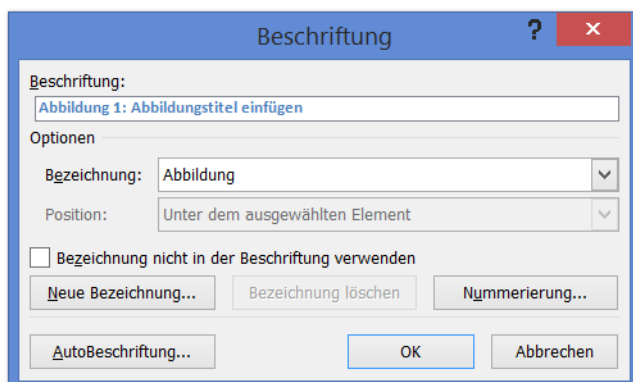 Beschriftung
?
Beschriftung:
Abbildung 1: Abbildungstitel einfügen
Optionen
Bezeichnung: Abbildung
Position: Unter dem ausgewählten Element
Bezeichnung nicht in der Beschriftung verwenden
Neue Bezeichnung... Bezeichnung löschen Nummerierung...
AutoBeschriftung... OK Abbrechen